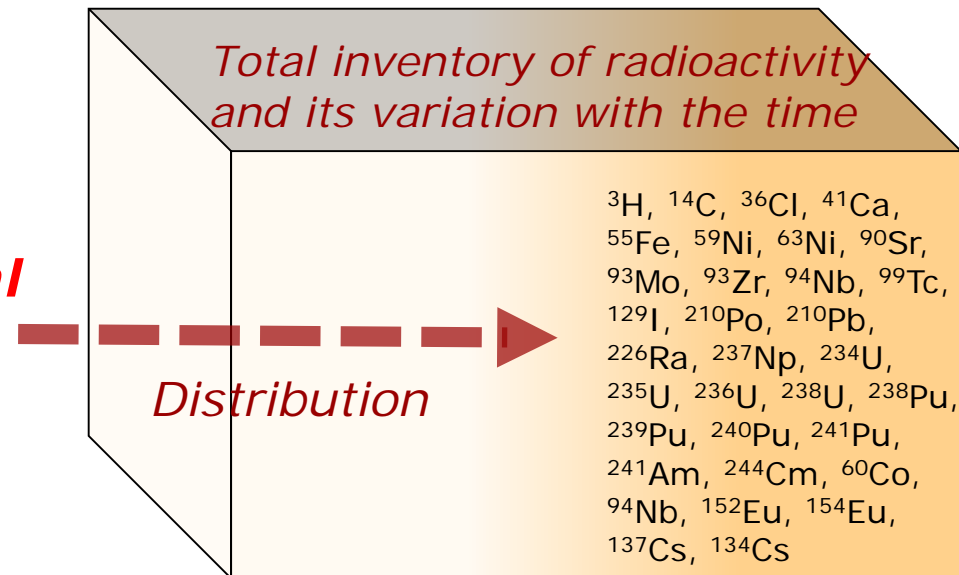 Total inventory of radioactivity
and its variation with the time
³H, ¹⁴C, ³⁶Cl, ⁴¹Ca,
⁵⁵Fe, ⁵⁹Ni, ⁶³Ni, ⁹⁰Sr,
⁹³Mo, ⁹³Zr, ⁹⁴Nb, ⁹⁹Tc,
¹²⁹I, ²¹⁰Po, ²¹⁰Pb,
²²⁶Ra, ²³⁷Np, ²³⁴U,
²³⁵U, ²³⁶U, ²³⁸U, ²³⁸Pu,
²³⁹Pu, ²⁴⁰Pu, ²⁴¹Pu,
²⁴¹Am, ²⁴⁴Cm, ⁶⁰Co,
⁹⁴Nb, ¹⁵²Eu, ¹⁵⁴Eu,
¹³⁷Cs, ¹³⁴Cs
Distribution